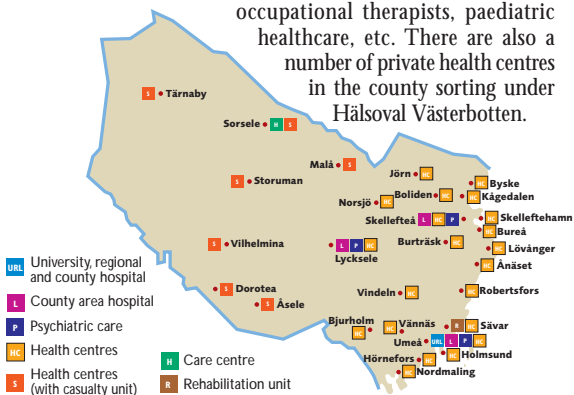 occupational therapists, paediatric
healthcare, etc. There are also a
number of private health centres
in the county sorting under
Hälsoval Västerbotten.
S Tärnaby
Sorsele H S
Malå S
S Storuman
Jörn HC
HC Byske
Boliden HC
HC Kågedalen
Norsjö HC
Skellefteå L HC P
HC Skelleftehamn
HC Bureå
Burträsk HC
HC Lövånger
S Vilhelmina
L P HC
Lycksele
HC Ånäset
S Dorotea
S Åsele
Vindeln HC
HC Robertsfors
Bjurholm
HC
Vännäs
HC
R HC Sävar
Umeå URL L P HC
HC Holmsund
Hörnefors HC
HC Nordmaling
URL University, regional
and county hospital
L County area hospital
P Psychiatric care
HC Health centres
S Health centres
(with casualty unit)
H Care centre
R Rehabilitation unit